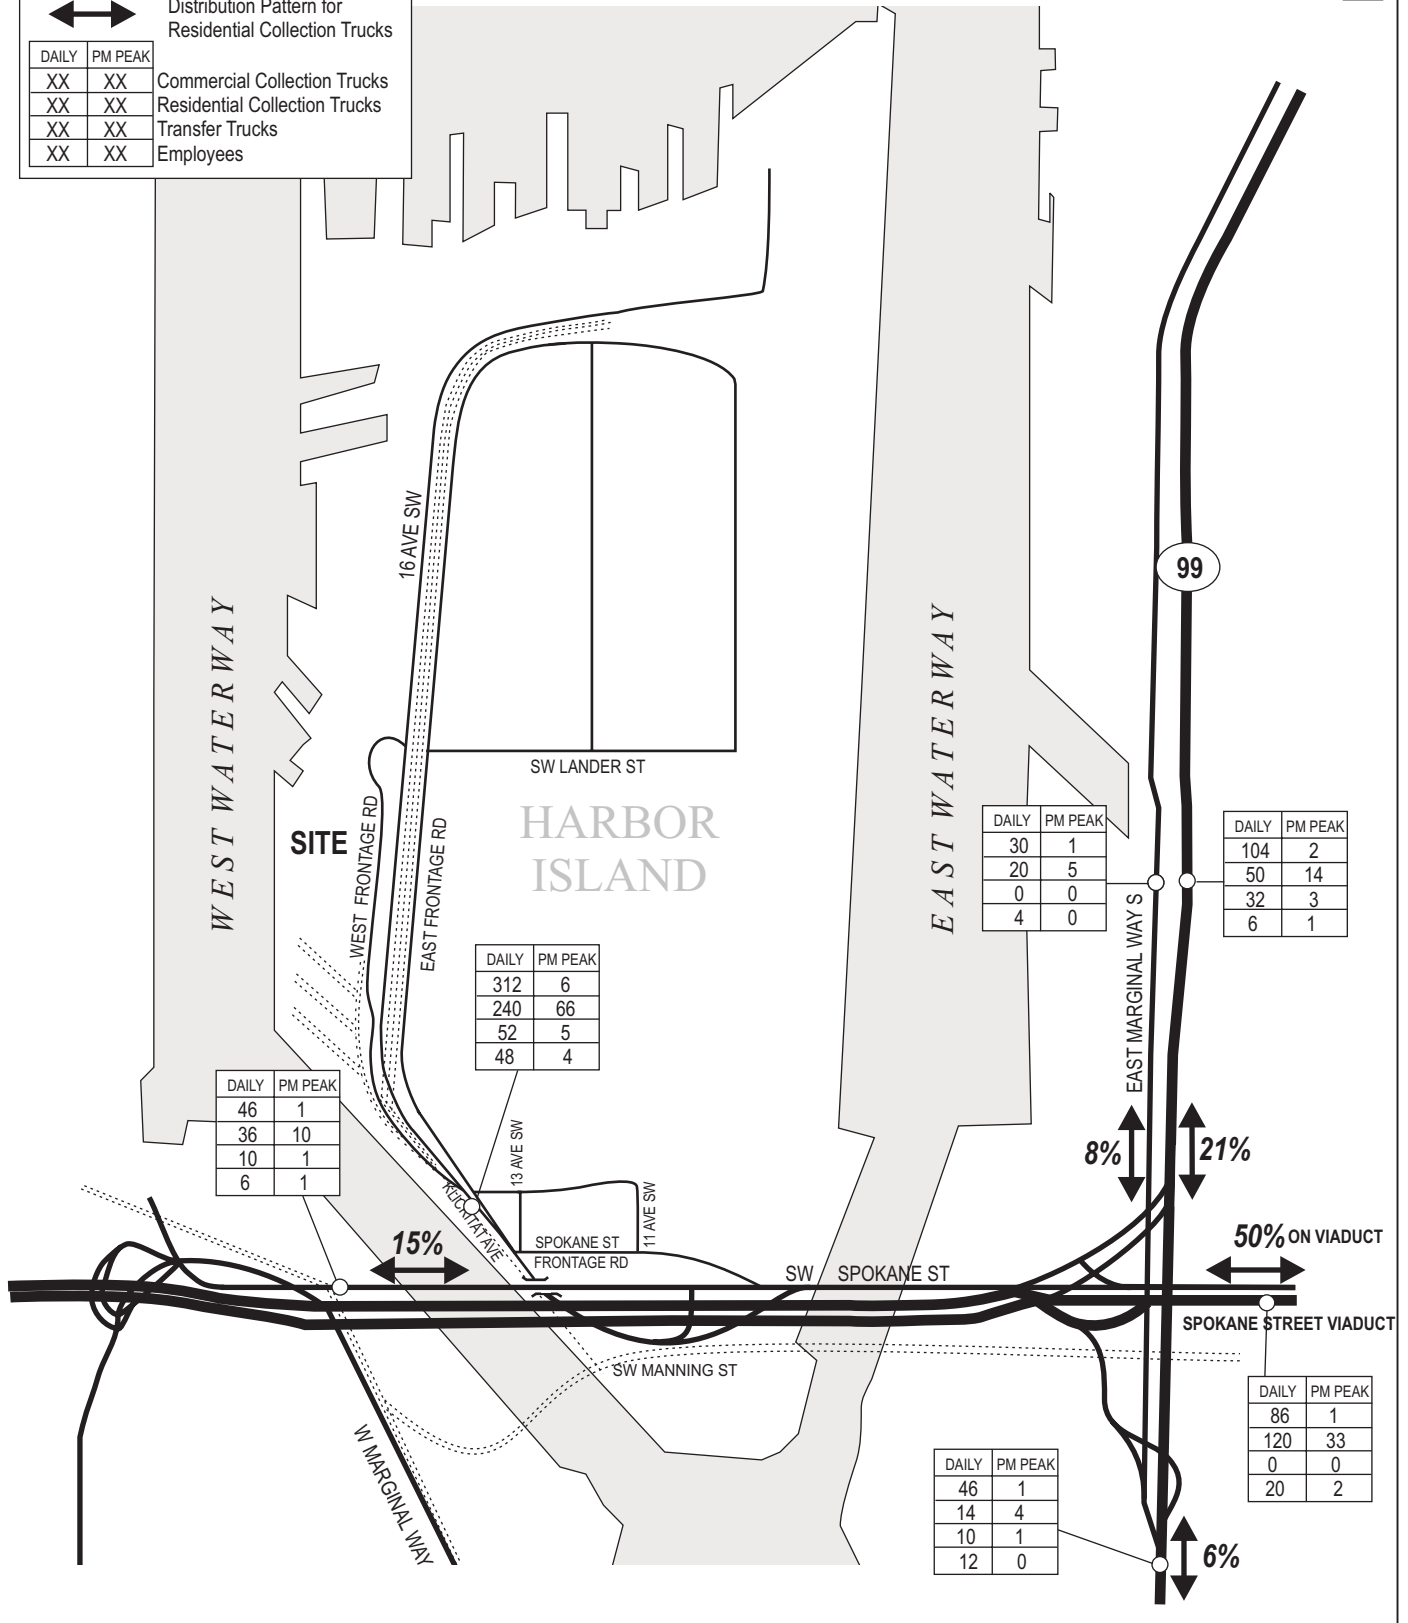 Distribution Pattern for
Residential Collection Trucks
DAILY PM PEAK
XX XX Commercial Collection Trucks
XX XX Residential Collection Trucks
XX XX Transfer Trucks
XX XX Employees
16 AVE SW
99
WEST WATERWAY
EAST WATERWAY
SW LANDER ST
HARBOR
ISLAND
SITE
WEST FRONTAGE RD
EAST FRONTAGE RD
DAILY PM PEAK
30 1
20 5
0 0
4 0
DAILY PM PEAK
104 2
50 14
32 3
6 1
EAST MARGINAL WAY S
DAILY PM PEAK
312 6
240 66
52 5
48 4
DAILY PM PEAK
46 1
36 10
10 1
6 1
13 AVE SW
11 AVE SW
KLICKITAT AVE
8%
21%
15%
SPOKANE ST
FRONTAGE RD
50% ON VIADUCT
SW SPOKANE ST
SPOKANE STREET VIADUCT
SW MANNING ST
W MARGINAL WAY
DAILY PM PEAK
86 1
120 33
0 0
20 2
DAILY PM PEAK
46 1
14 4
10 1
12 0
6%